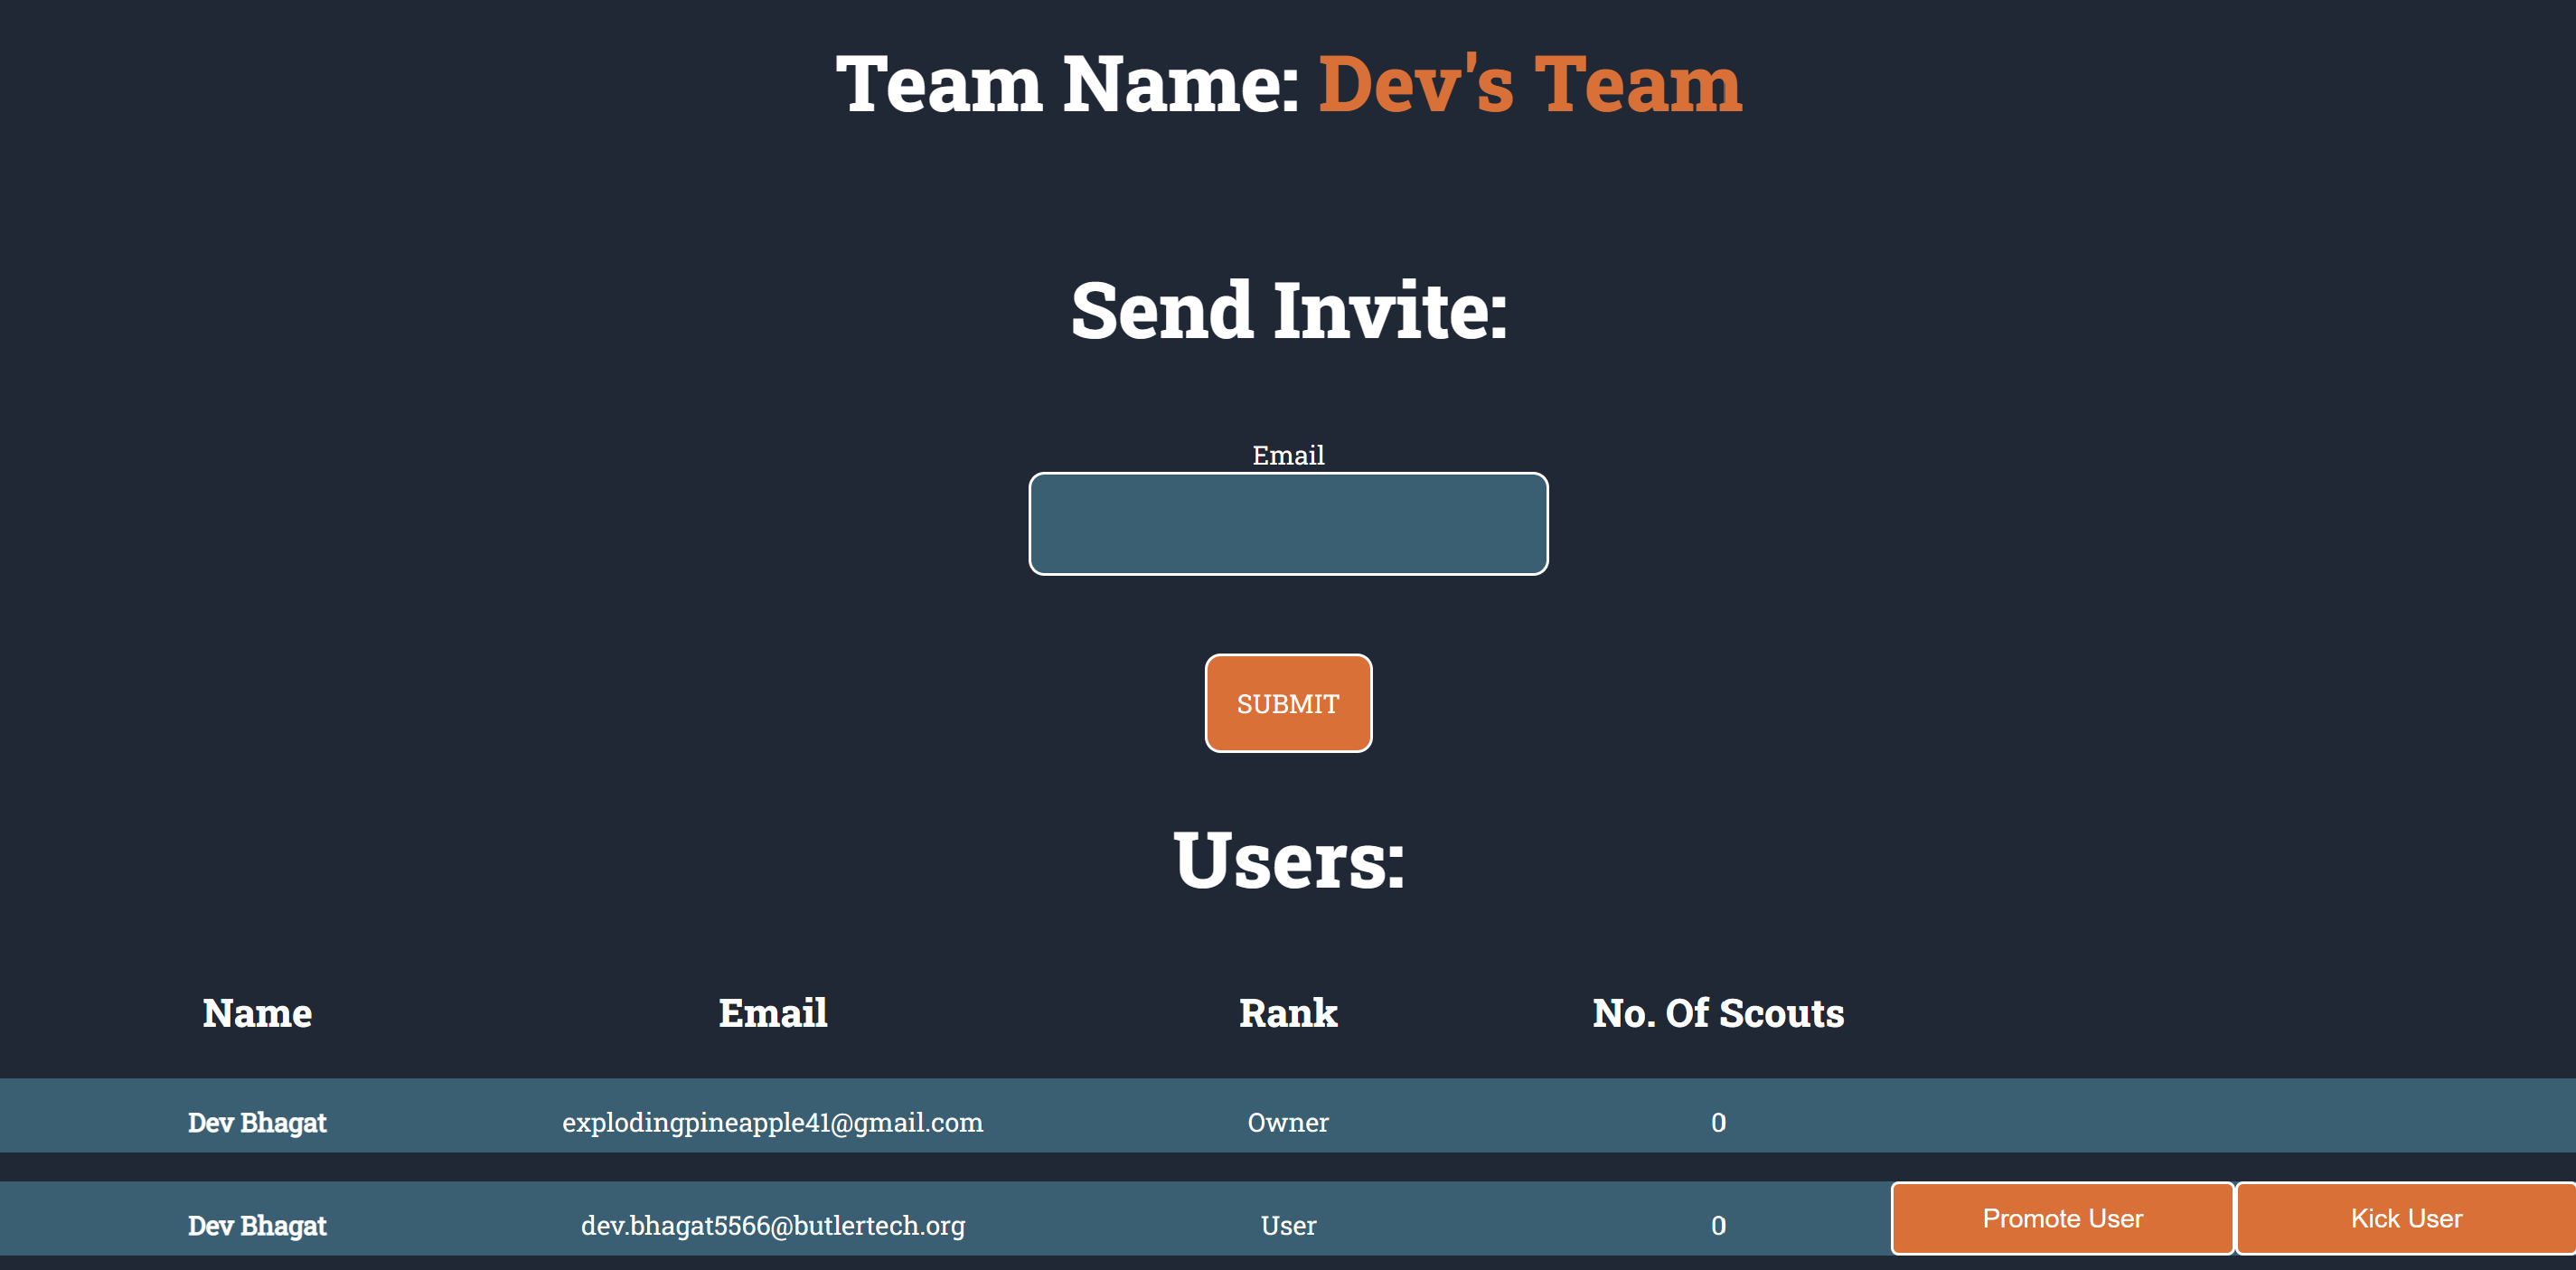 Team Name: Dev's Team
Send Invite:
Email
SUBMIT
Users:
Name Email Rank No. Of Scouts
Dev Bhagat explodingpineapple41@gmail.com Owner 0
Dev Bhagat dev.bhagat5566@butlertech.org User 0 Promote User Kick User